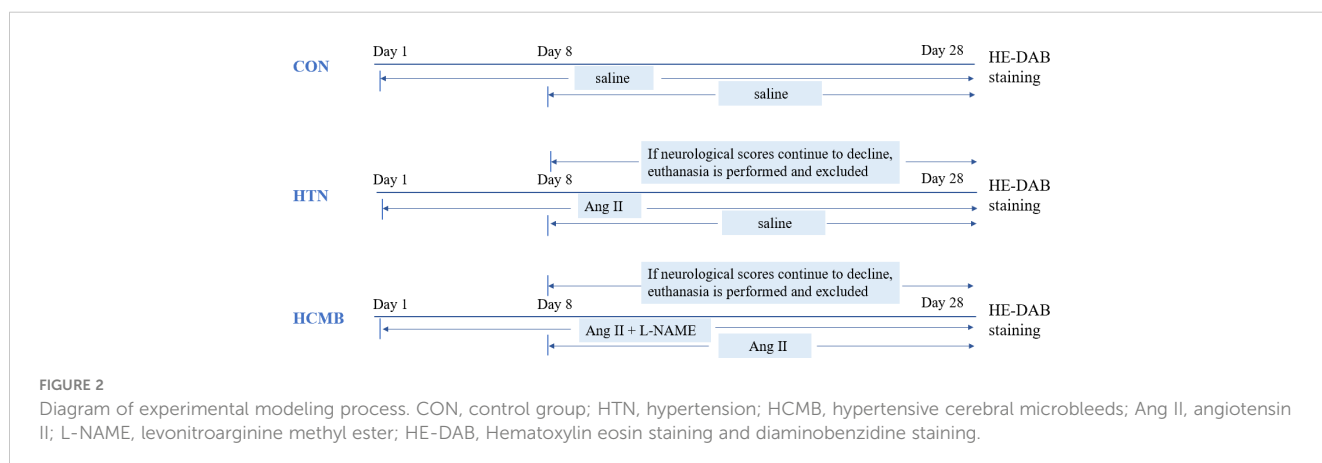 Day 1 Day 8 Day 28 HE-DAB
CON staining
saline
saline
If neurological scores continue to decline,
euthanasia is performed and excluded
Day 1 Day 8 Day 28 HE-DAB
HTN staining
Ang II
saline
If neurological scores continue to decline,
euthanasia is performed and excluded
Day 1 Day 8 Day 28 HE-DAB
HCMB staining
Ang II + L-NAME
Ang II
FIGURE 2
Diagram of experimental modeling process. CON, control group; HTN, hypertension; HCMB, hypertensive cerebral microbleeds; Ang II, angiotensin
II; L-NAME, levonitroarginine methyl ester; HE-DAB, Hematoxylin eosin staining and diaminobenzidine staining.